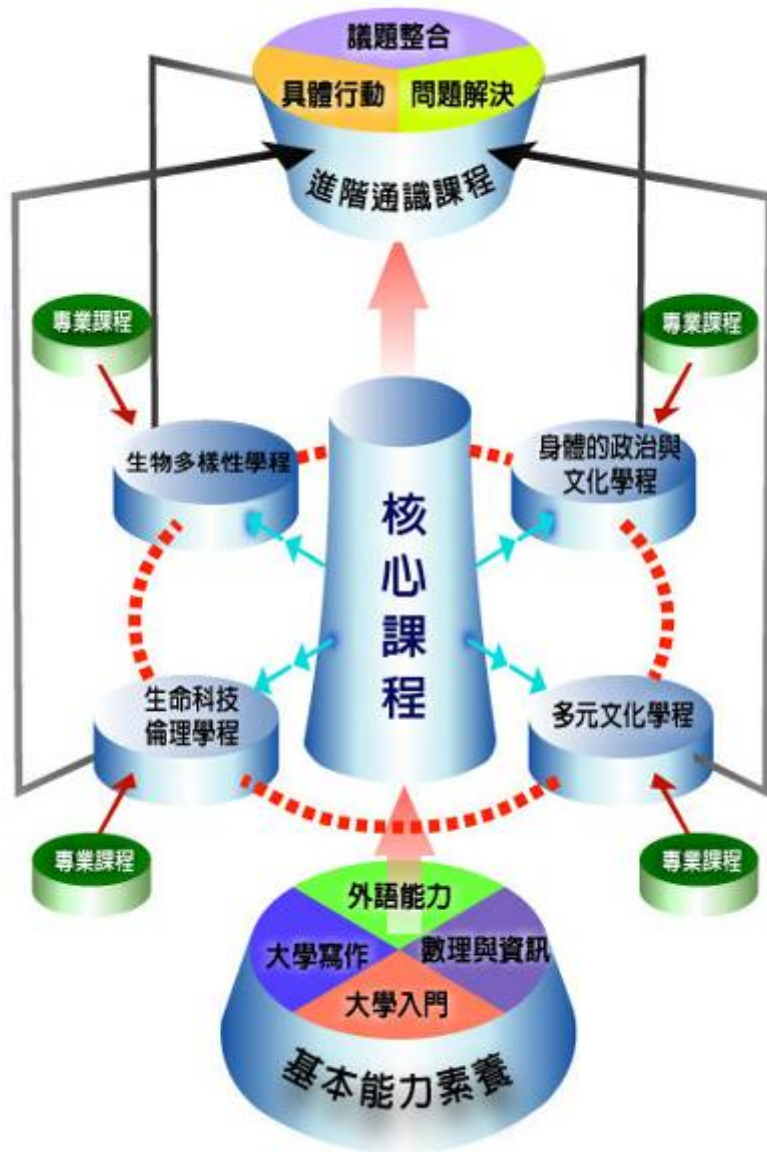 議題整合
具體行動
問題解決
進階通識課程
專業課程
專業課程
生物多樣性學程
身體的政治與
文化學程
核心課程
生命科技
倫理學程
多元文化學程
專業課程
專業課程
外語能力
大學寫作
數理與資訊
大學入門
基本能力素養